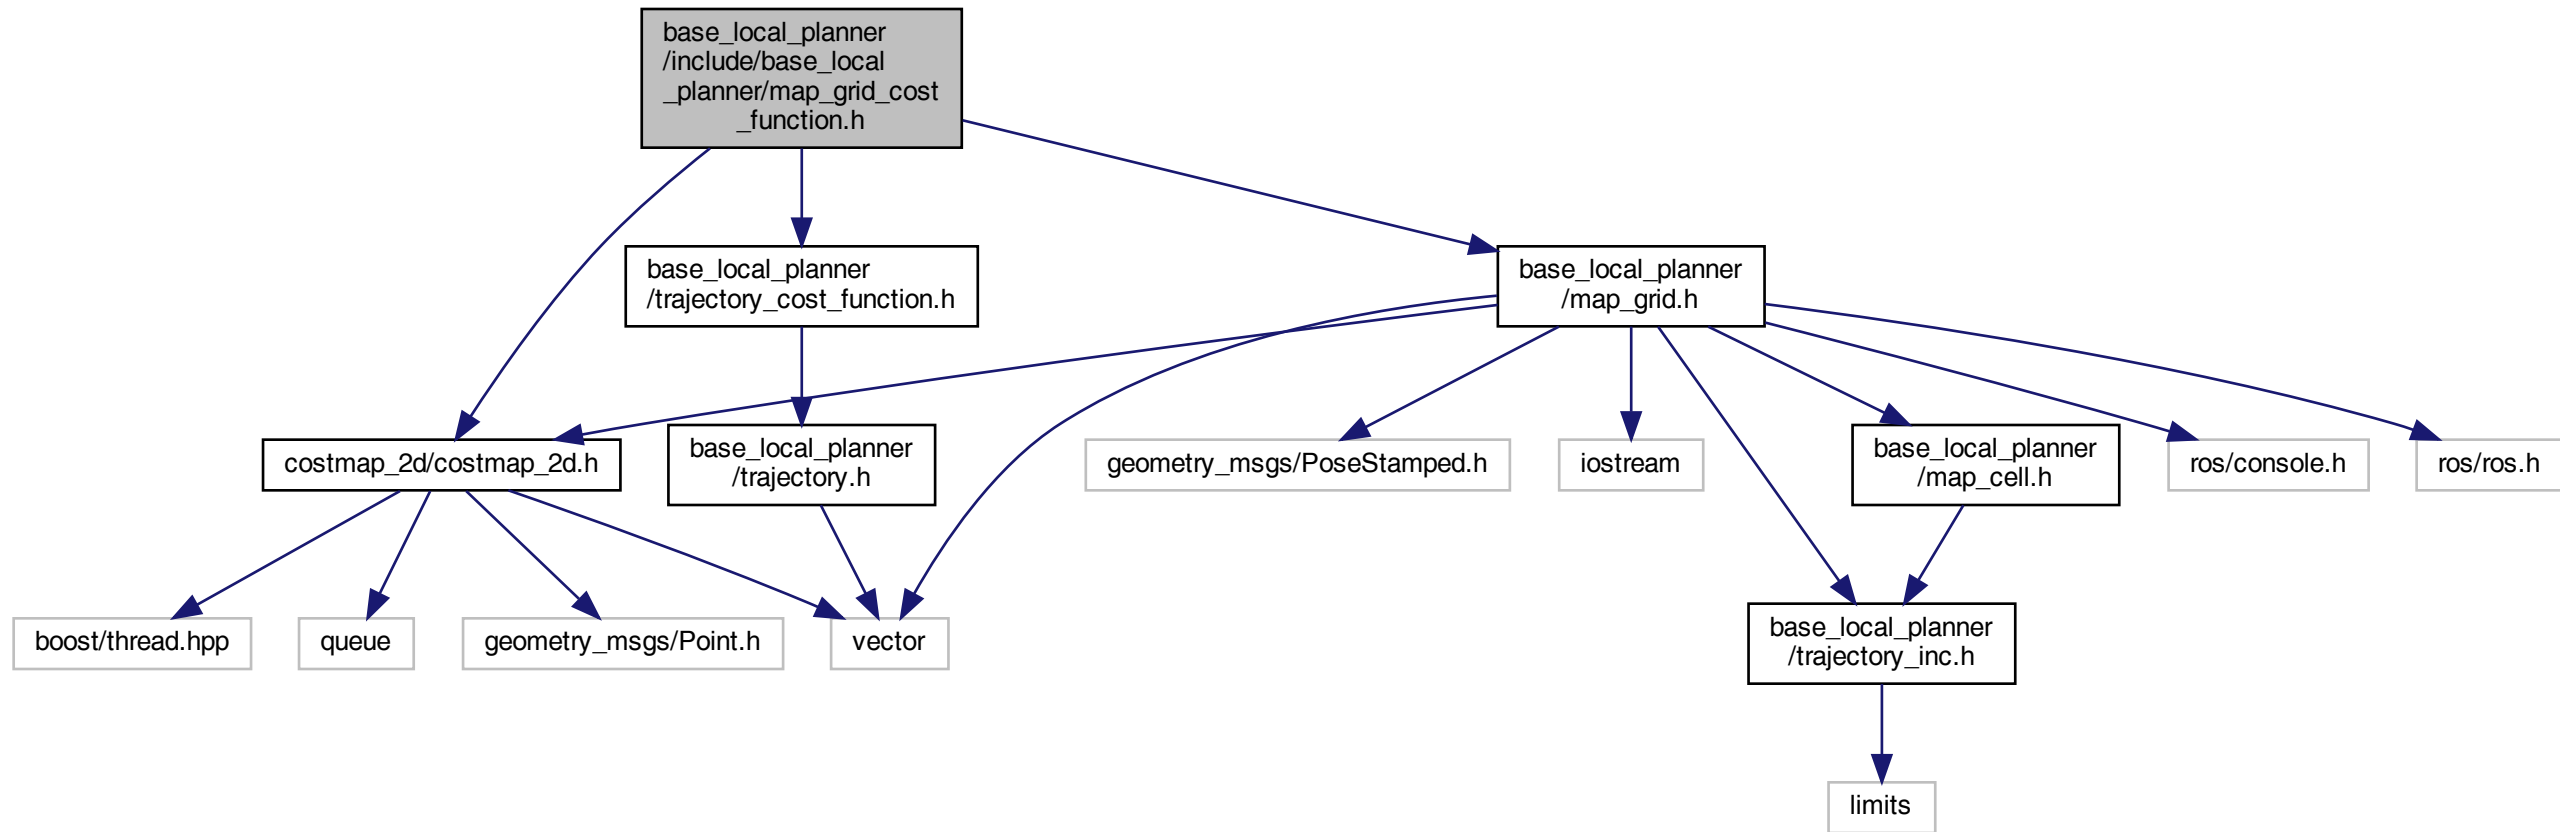 base_local_planner
/include/base_local
_planner/map_grid_cost
_function.h
base_local_planner
/trajectory_cost_function.h
base_local_planner
/map_grid.h
costmap_2d/costmap_2d.h
base_local_planner
/trajectory.h
geometry_msgs/PoseStamped.h
iostream
base_local_planner
/map_cell.h
ros/console.h
ros/ros.h
boost/thread.hpp
queue
geometry_msgs/Point.h
vector
base_local_planner
/trajectory_inc.h
limits